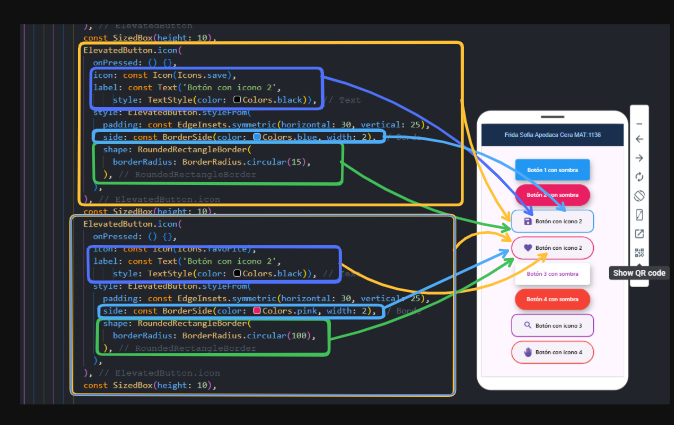 ), // ElevatedButton.icon
const SizedBox(height: 10),
ElevatedButton.icon(
onPressed: () {},
icon: const Icon(Icons.save),
label: const Text('Botón con icono 2',
style: TextStyle(color: Colors.black)), // Text
style: ElevatedButton.styleFrom(
padding: const EdgeInsets.symmetric(horizontal: 30, vertical: 25),
side: const BorderSide(color: Colors.blue, width: 2), // Bord
shape: RoundedRectangleBorder(
borderRadius: BorderRadius.circular(15),
), // RoundedRectangleBorder
),
), // ElevatedButton.icon
const SizedBox(height: 10),
ElevatedButton.icon(
onPressed: () {},
icon: const Icon(Icons.favorite),
label: const Text('Botón con icono 2',
style: TextStyle(color: Colors.black)), // Text
style: ElevatedButton.styleFrom(
padding: const EdgeInsets.symmetric(horizontal: 30, vertical: 25),
side: const BorderSide(color: Colors.pink, width: 2), // Bord
shape: RoundedRectangleBorder(
borderRadius: BorderRadius.circular(100),
), // RoundedRectangleBorder
),
), // ElevatedButton.icon
const SizedBox(height: 10),
Frida Sofia Apodaca Cera MAT:1136
Botón 1 con sombra
Botón 2 con sombra
Botón con icono 2
Botón con icono 2
Botón 3 con sombra
Botón 4 con sombra
Botón con icono 3
Botón con icono 4
Show QR code